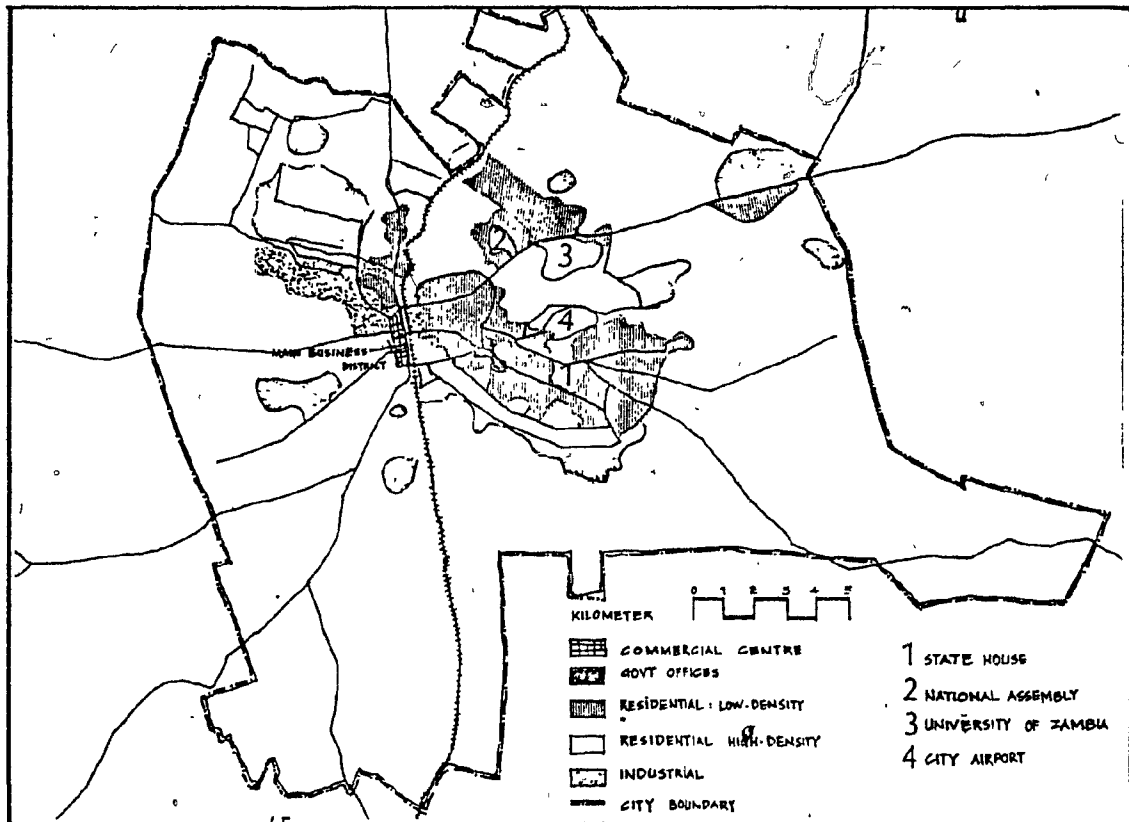 2
3
4
1
MAIN BUSINESS
DISTRICT
0 1 2 3 4 5
KILOMETER
COMMERCIAL CENTRE
GOVT OFFICES
RESIDENTIAL : LOW-DENSITY
RESIDENTIAL HIGH-DENSITY
INDUSTRIAL
CITY BOUNDARY
1 STATE HOUSE
2 NATIONAL ASSEMBLY
3 UNIVERSITY OF ZAMBIA
4 CITY AIRPORT